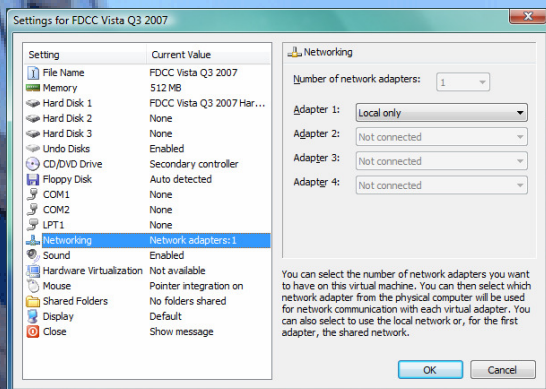 Settings for FDCC Vista Q3 2007
Setting Current Value
File Name FDCC Vista Q3 2007
Memory 512 MB
Hard Disk 1 FDCC Vista Q3 2007 Har...
Hard Disk 2 None
Hard Disk 3 None
Undo Disks Enabled
CD/DVD Drive Secondary controller
Floppy Disk Auto detected
COM1 None
COM2 None
LPT1 None
Networking Network adapters:1
Sound Enabled
Hardware Virtualization Not available
Mouse Pointer integration on
Shared Folders No folders shared
Display Default
Close Show message
Networking
Number of network adapters: 1
Adapter 1: Local only
Adapter 2: Not connected
Adapter 3: Not connected
Adapter 4: Not connected
You can select the number of network adapters you want
to have on this virtual machine. You can then select which
network adapter from the physical computer will be used
for network communication with each virtual adapter. You
can also select to use the local network or, for the first
adapter, the shared network.
OK Cancel